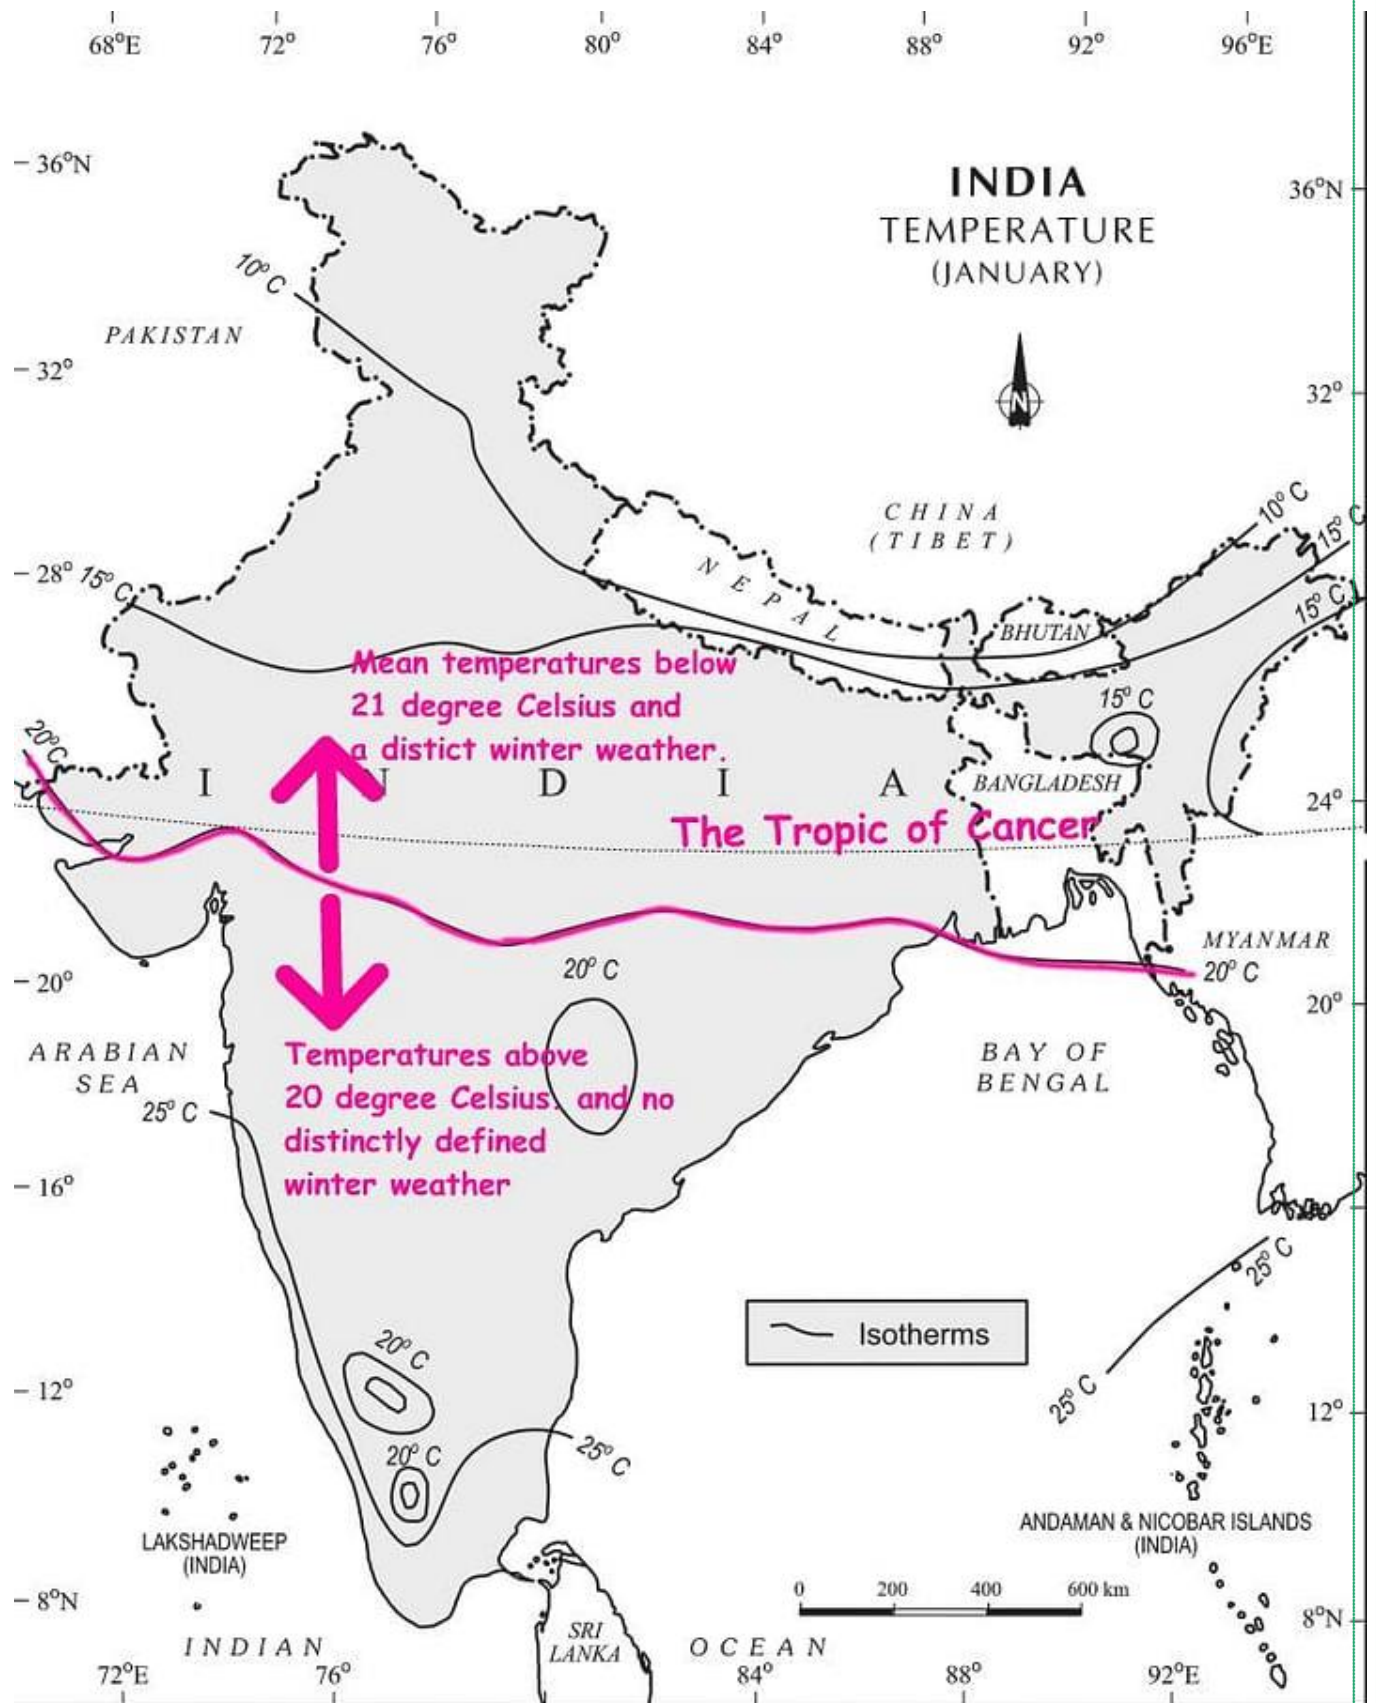 68°E 72° 76° 80° 84° 88° 92° 96°E
36°N
INDIA
36°N
TEMPERATURE
(JANUARY)
10° C
PAKISTAN
32°
32°
N
CHINA
(TIBET)
10° C
15° C
28°
15° C
NEPAL
15° C
BHUTAN
Mean temperatures below
21 degree Celsius and
a distict winter weather.
15° C
20° C
I N D I A
BANGLADESH
24°
The Tropic of Cancer
MYANMAR
20° C
20° C
20°
20°
ARABIAN
SEA
BAY OF
BENGAL
Temperatures above
20 degree Celsius. and no
distinctly defined
winter weather
25° C
16°
25° C
Isotherms
20° C
12°
25° C
12°
20° C
25° C
LAKSHADWEEP
(INDIA)
ANDAMAN & NICOBAR ISLANDS
(INDIA)
0 200 400 600 km
8°N
8°N
SRI
LANKA
INDIAN OCEAN
72°E 76° 84° 88° 92°E